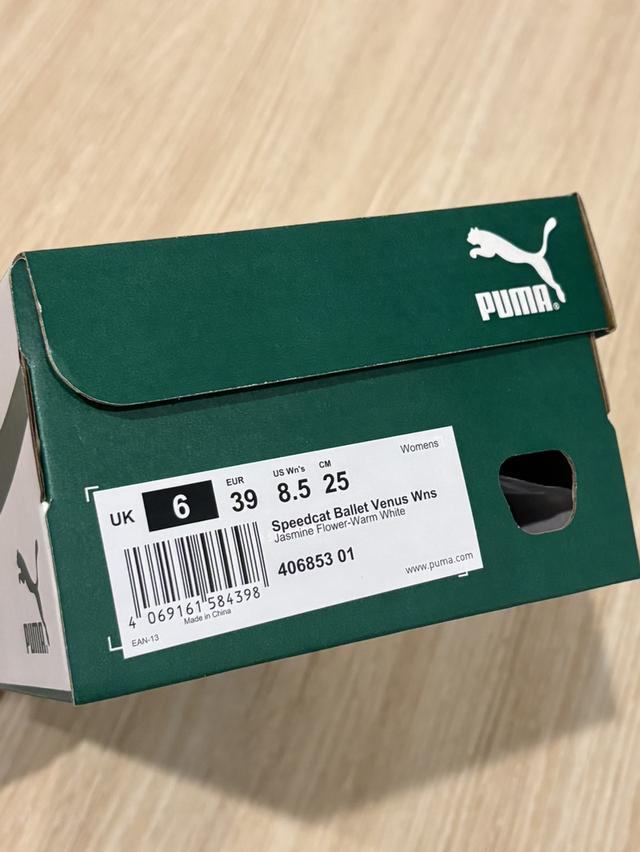 PUMA®
Womens
UK 6
EUR 39
US Wn's 8.5
CM 25
Speedcat Ballet Venus Wns
Jasmine Flower-Warm White
406853 01
www.puma.com
4 069161 584398
Made in China
EAN-13
PUMA